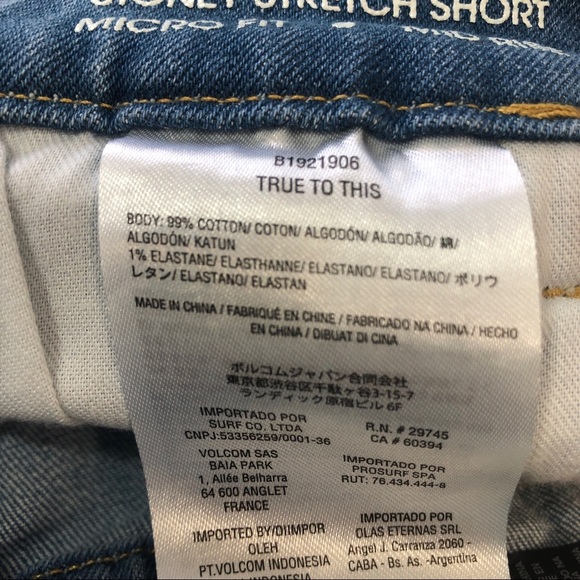 STRETCH SHORT
MICRO FIT
B1921906
TRUE TO THIS
BODY: 99% COTTON/ COTON/ ALGODÓN/ ALGODÃO/ 綿/
ALGODÓN/ KATUN
1% ELASTANE/ ELASTHANNE/ ELASTANO/ ELASTANO/ ポリウ
レタン/ ELASTANO/ ELASTAN
MADE IN CHINA / FABRIQUÉ EN CHINE / FABRICADO NA CHINA / HECHO
EN CHINA / DIBUAT DI CINA
ボルコムジャパン合同会社
東京都渋谷区千駄ヶ谷3-15-7
ランディック原宿ビル 6F
IMPORTADO POR
SURF CO. LTDA
CNPJ:53356259/0001-36
R.N. # 29745
CA # 60394
VOLCOM SAS
BAIA PARK
1, Allée Belharra
64 600 ANGLET
FRANCE
IMPORTADO POR
PROSURF SPA
RUT: 76.434.444-8
IMPORTED BY/DIIMPOR
OLEH
PT.VOLCOM INDONESIA
IMPORTADO POR
OLAS ETERNAS SRL
Angel J. Carranza 2060 -
CABA - Bs. As. - Argentina